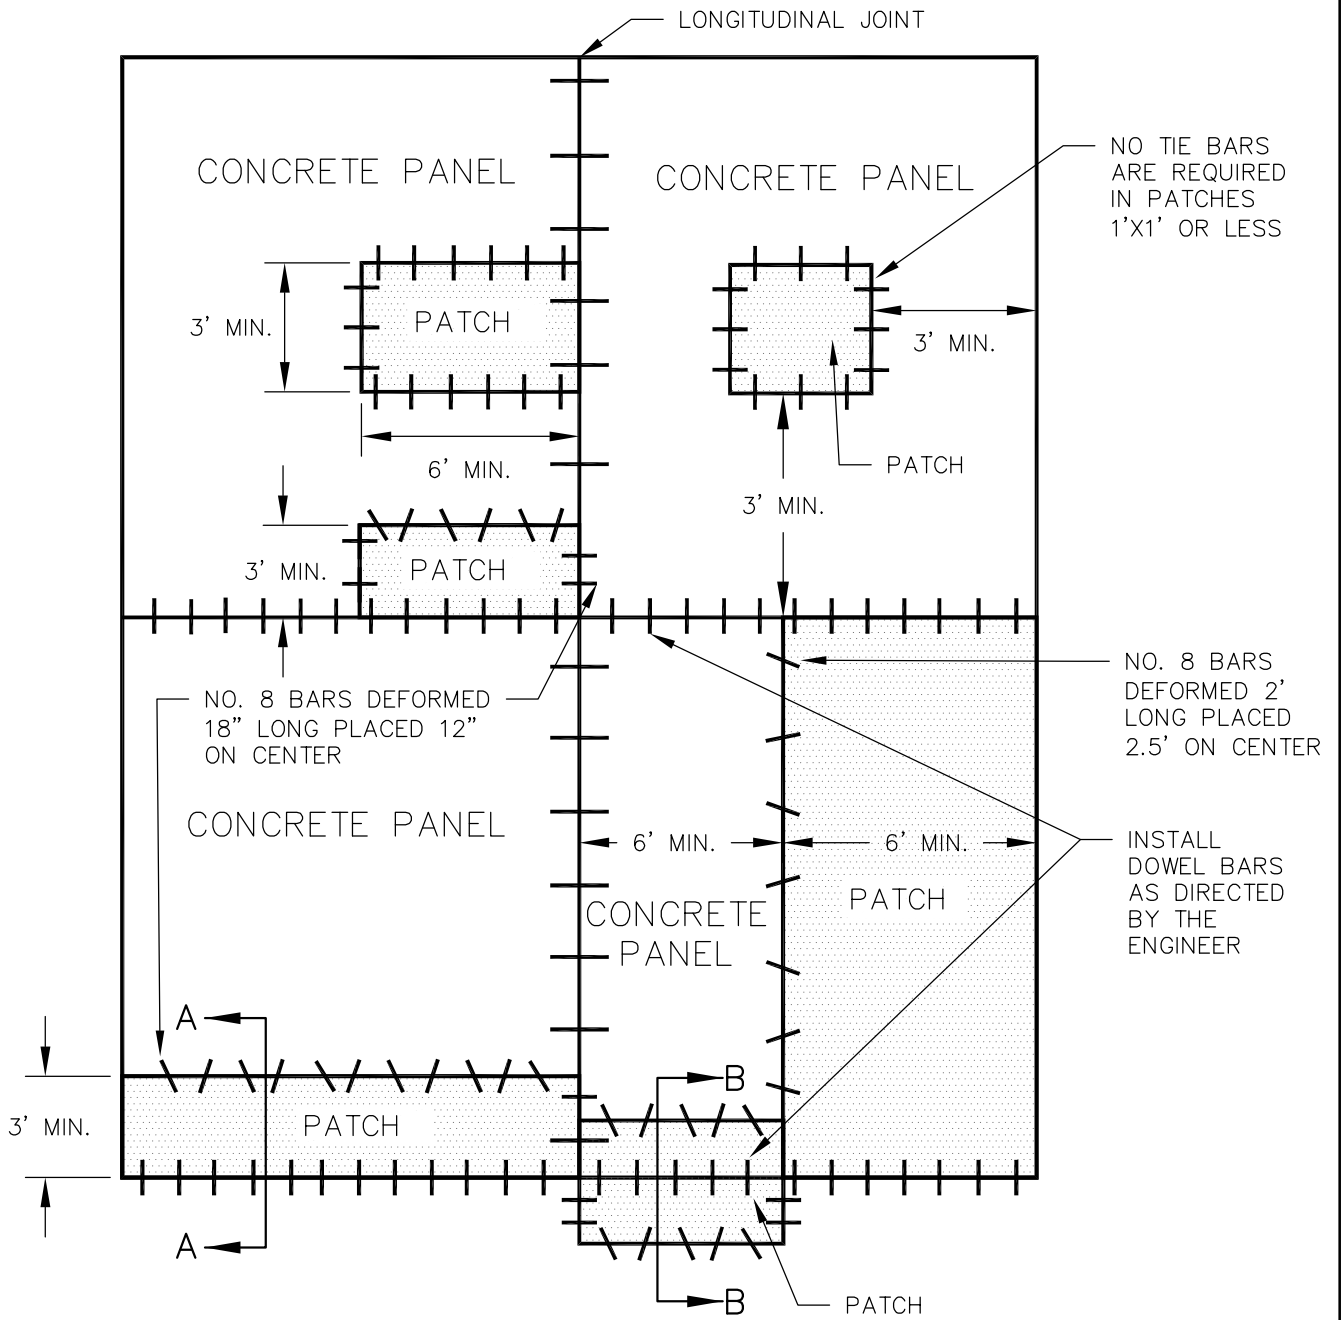 LONGITUDINAL JOINT
CONCRETE PANEL
CONCRETE PANEL
NO TIE BARS
ARE REQUIRED
IN PATCHES
1'X1' OR LESS
3' MIN.
PATCH
3' MIN.
6' MIN.
PATCH
3' MIN.
3' MIN.
PATCH
NO. 8 BARS DEFORMED
18” LONG PLACED 12”
ON CENTER
NO. 8 BARS
DEFORMED 2'
LONG PLACED
2.5' ON CENTER
CONCRETE PANEL
6' MIN.
6' MIN.
INSTALL
DOWEL BARS
AS DIRECTED
BY THE
ENGINEER
PATCH
CONCRETE
PANEL
A
B
3' MIN.
PATCH
A
B
PATCH